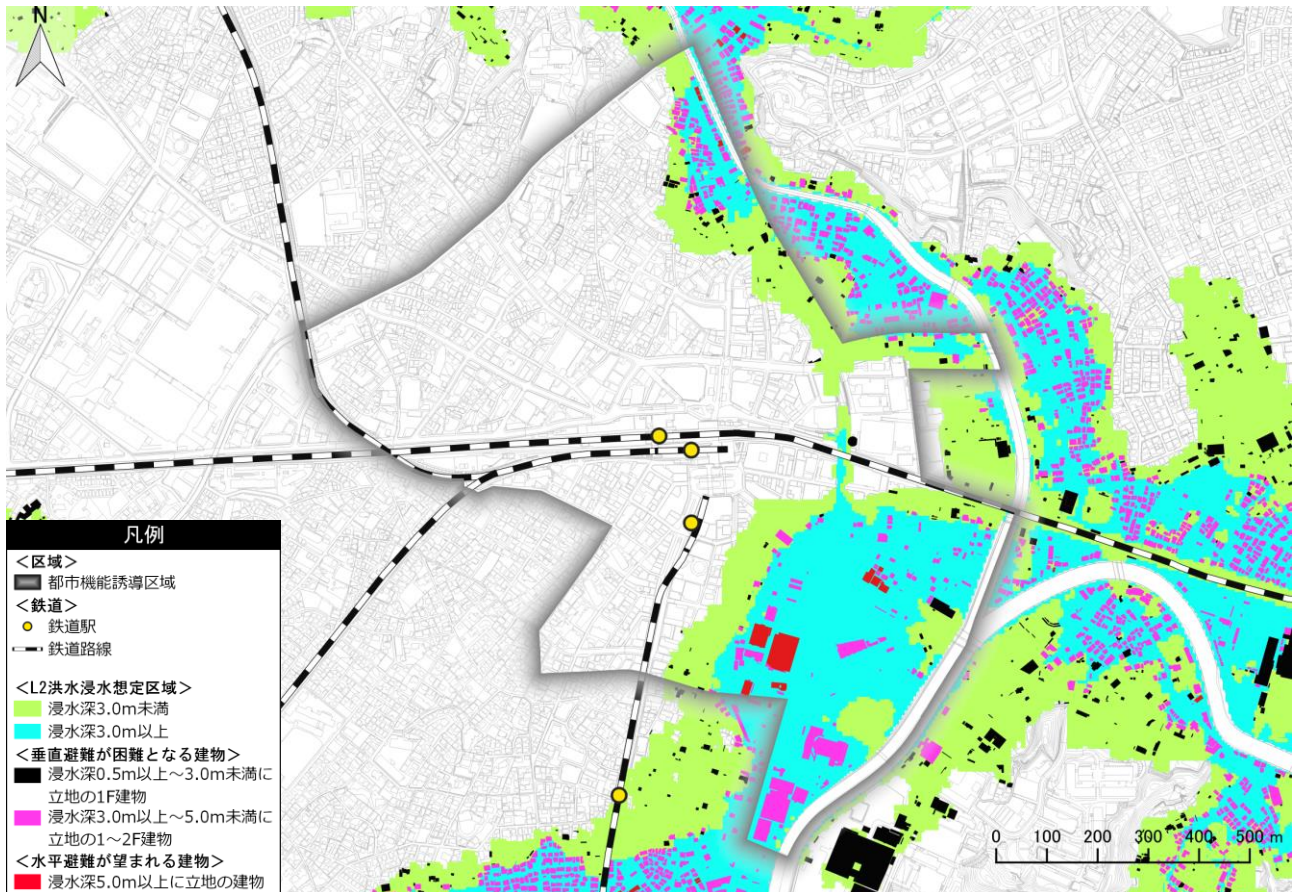 N
凡例
＜区域＞
都市機能誘導区域
＜鉄道＞
鉄道駅
鉄道路線
＜L2洪水浸水想定区域＞
浸水深3.0m未満
浸水深3.0m以上
＜垂直避難が困難となる建物＞
浸水深0.5m以上～3.0m未満に
立地の1F建物
浸水深3.0m以上～5.0m未満に
立地の1～2F建物
＜水平避難が望まれる建物＞
浸水深5.0m以上に立地の建物
0 100 200 300 400 500 m